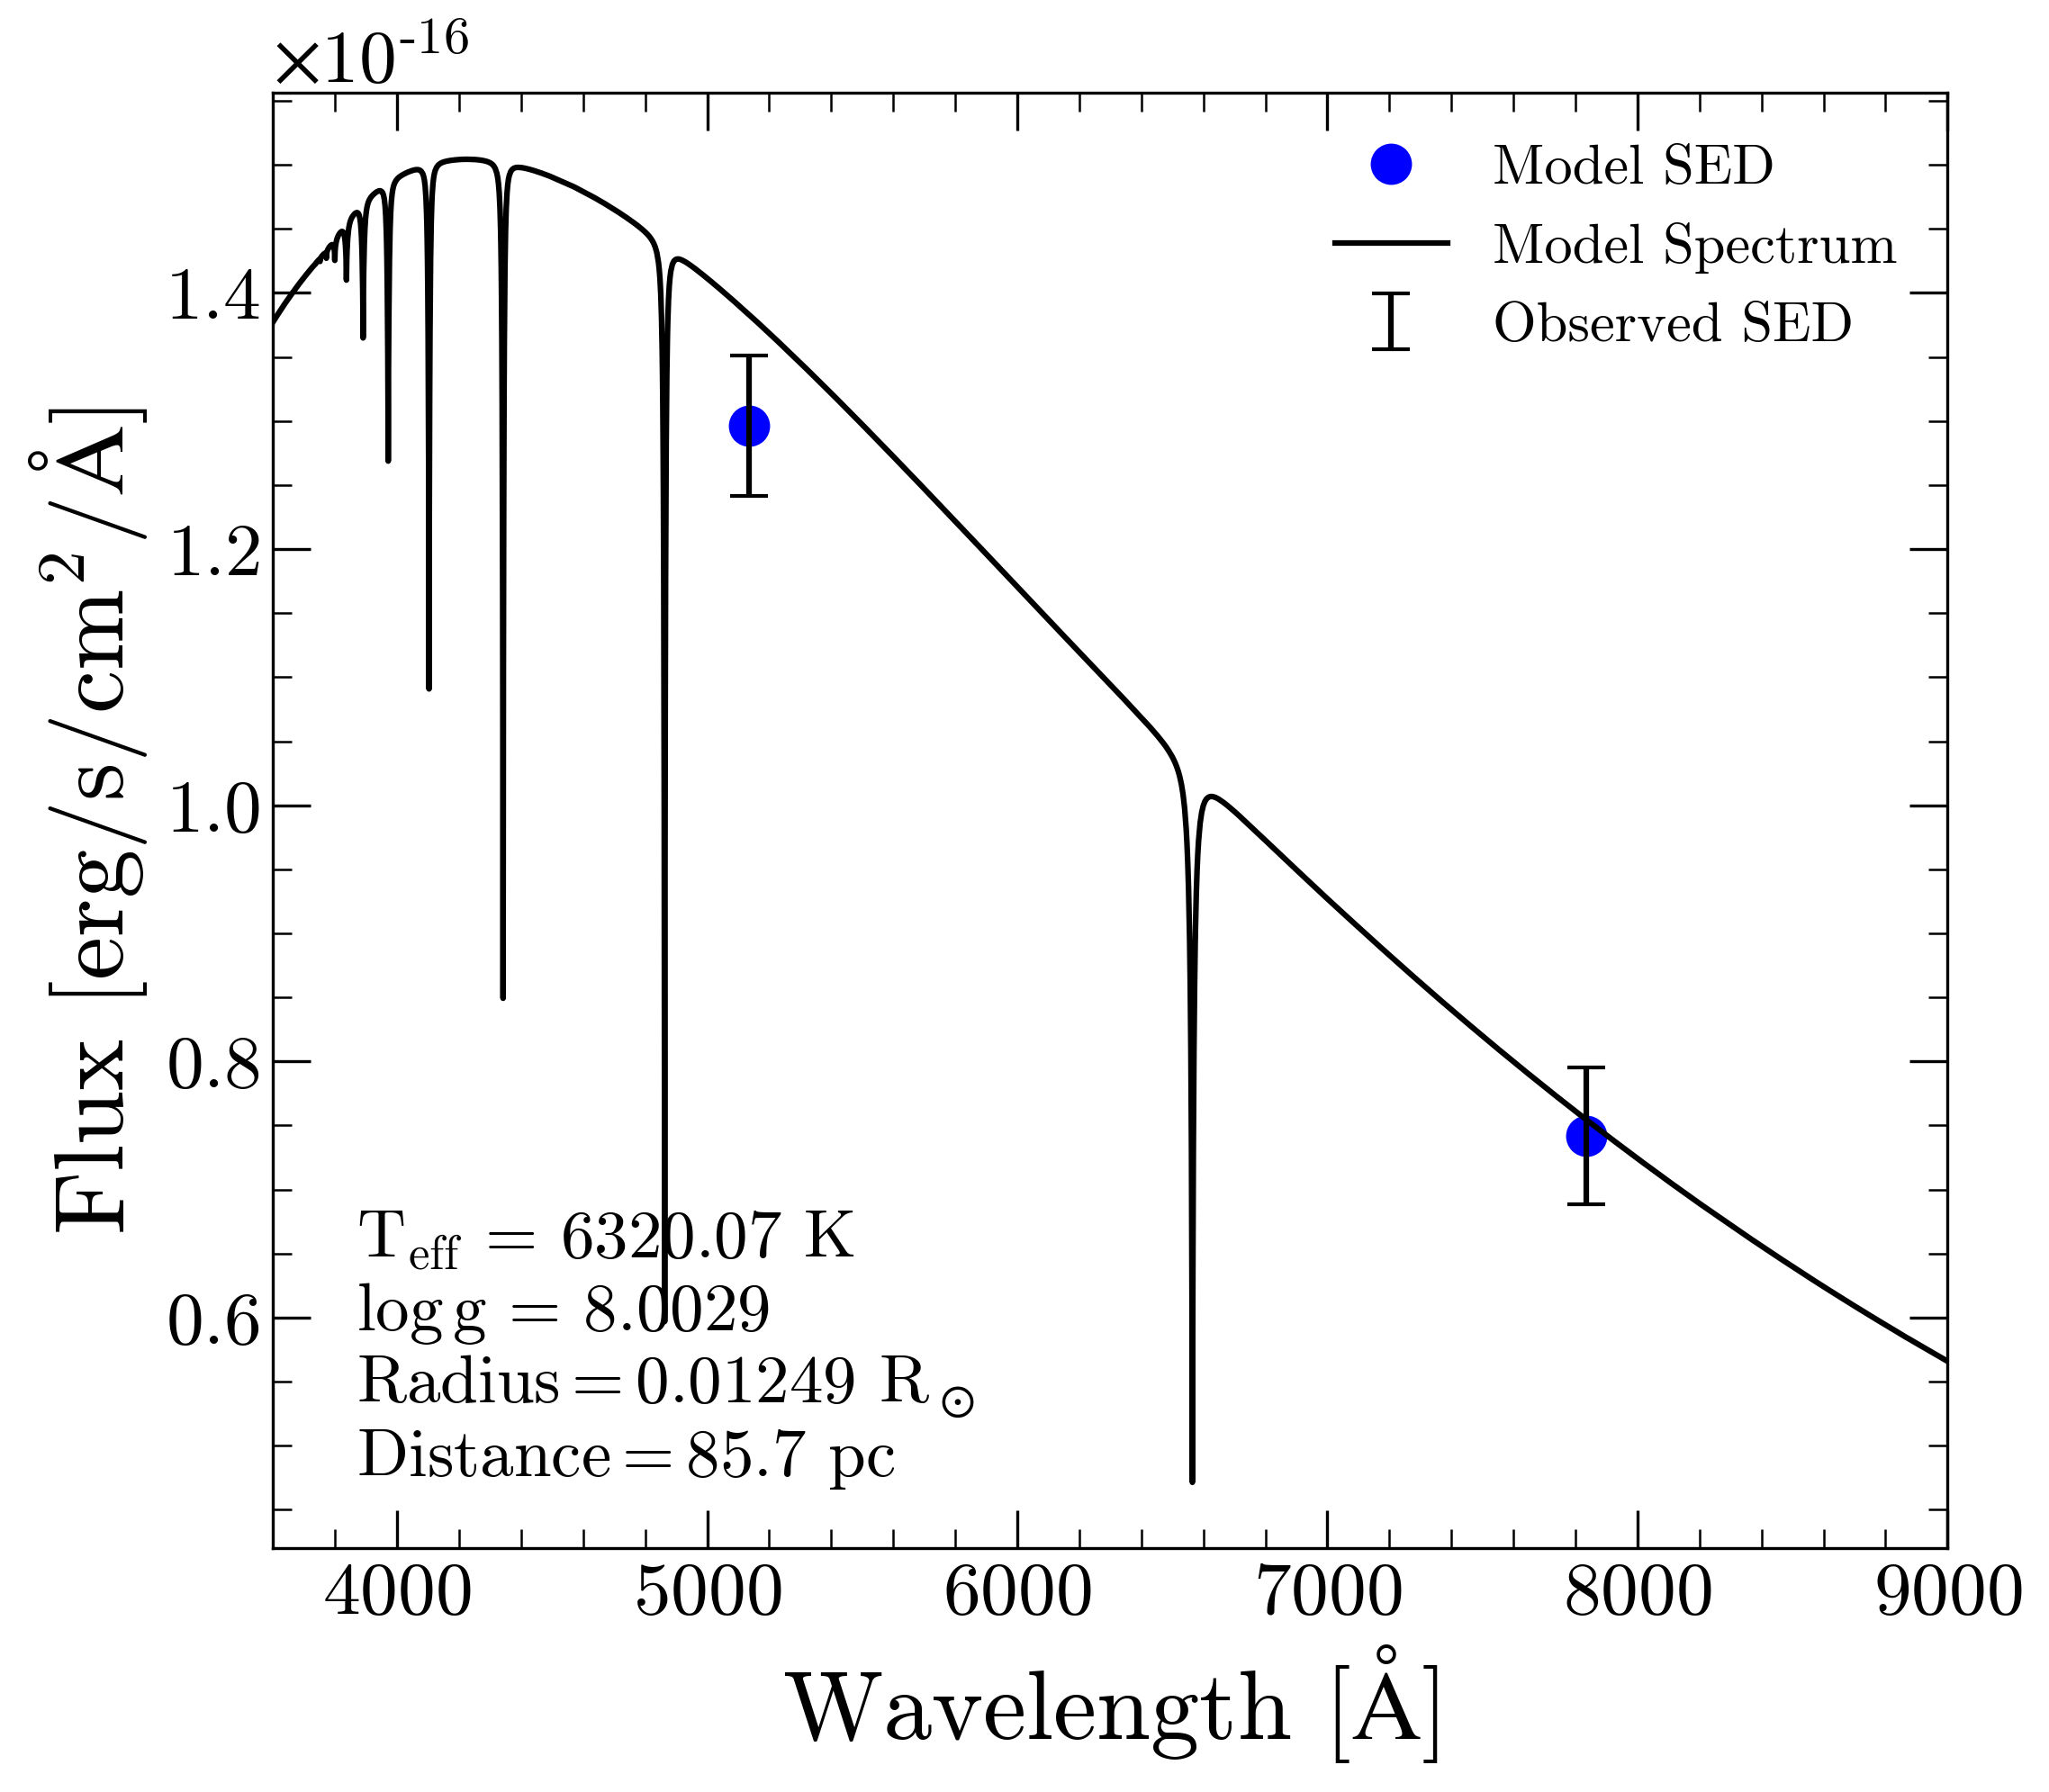 ×10-16
Model SED
Model Spectrum
Observed SED
1.4
1.2
1.0
0.8
0.6
Flux [erg/s/cm2/Å]
Teff = 6320.07 K
log g = 8.0029
Radius = 0.01249 R⊙
Distance = 85.7 pc
4000 5000 6000 7000 8000 9000
Wavelength [Å]